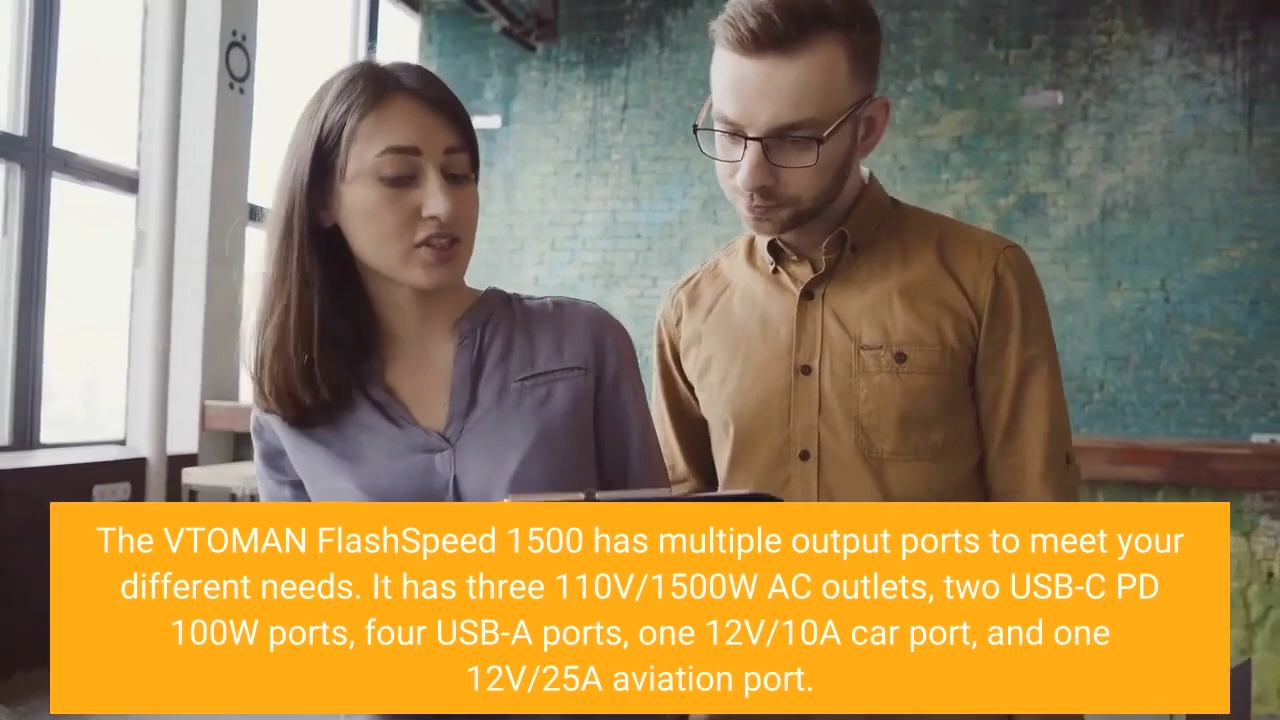 The VTOMAN FlashSpeed 1500 has multiple output ports to meet your
different needs. It has three 110V/1500W AC outlets, two USB-C PD
100W ports, four USB-A ports, one 12V/10A car port, and one
12V/25A aviation port.